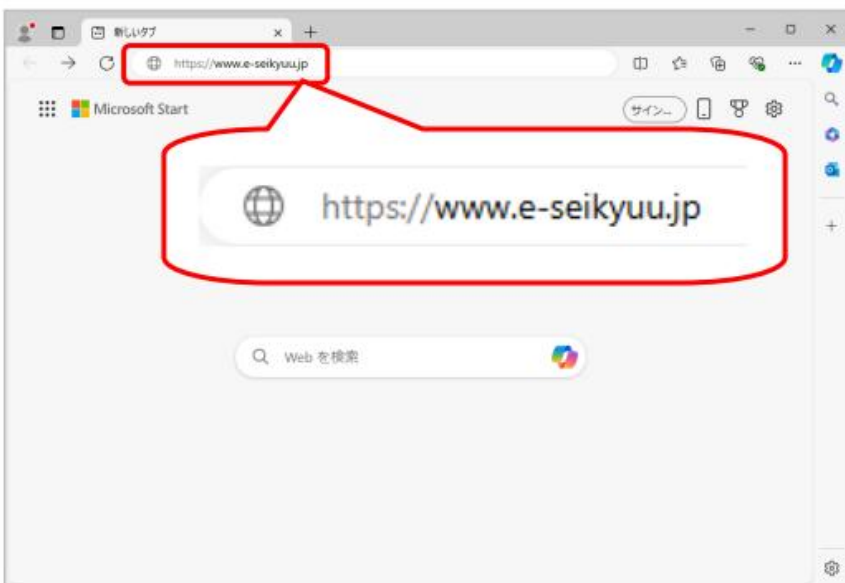 新しいタブ
https://www.e-seikyuu.jp
Microsoft Start
サイン...
https://www.e-seikyuu.jp
Web を検索